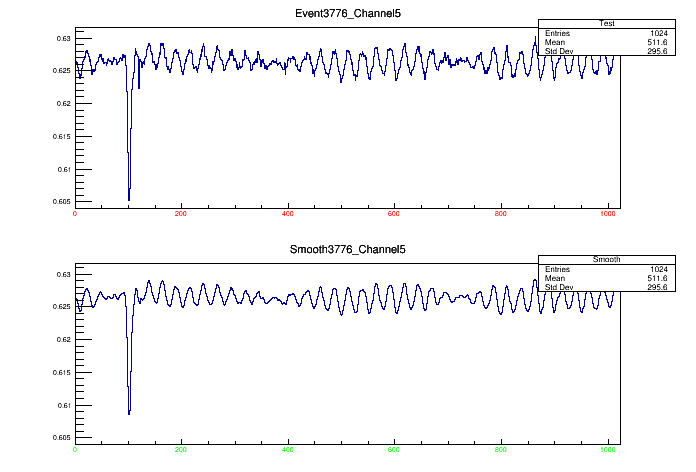 Event3776_Channel5
Test
Entries 1024
Mean 511.6
Std Dev 295.6
0.63
0.625
0.62
0.615
0.61
0.605
0 200 400 600 800 1000
Smooth3776_Channel5
Smooth
Entries 1024
Mean 511.6
Std Dev 295.6
0.63
0.625
0.62
0.615
0.61
0.605
0 200 400 600 800 1000